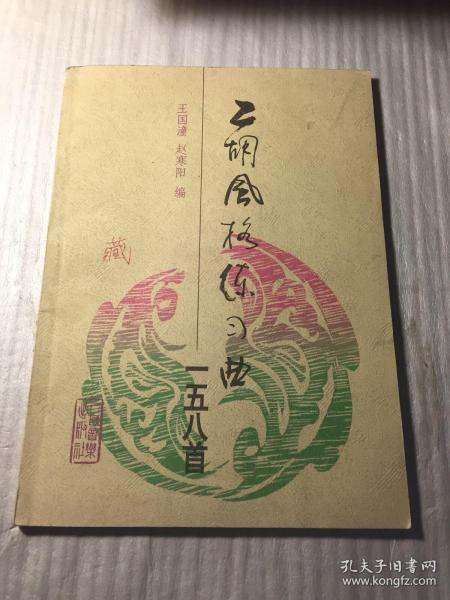 二胡风格练习曲
一五八首
王国潼 赵寒阳 编
藏
孔夫子旧书网
www.kongfz.com